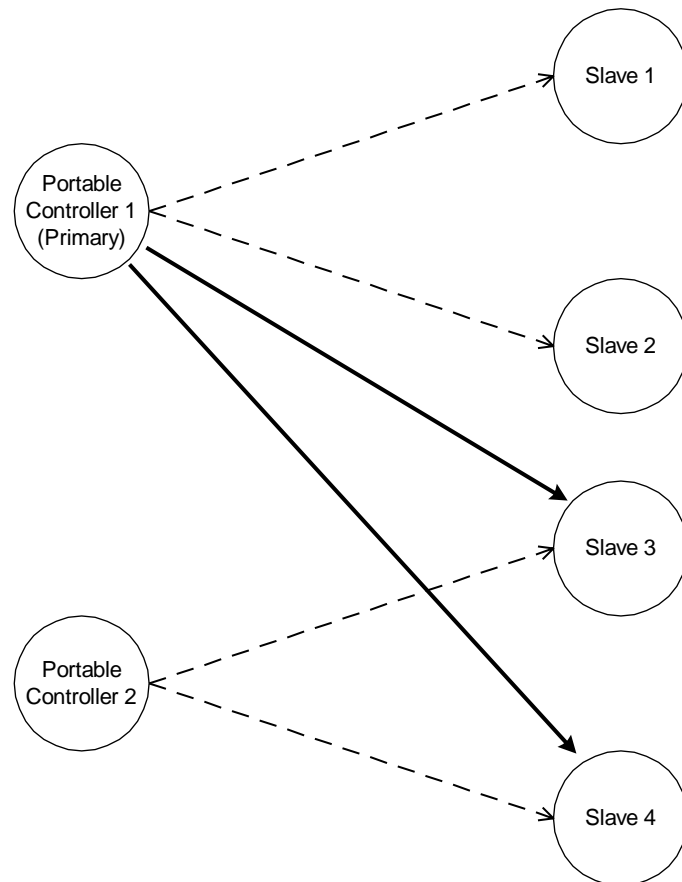 Slave 1
Portable
Controller 1
(Primary)
Slave 2
Slave 3
Portable
Controller 2
Slave 4